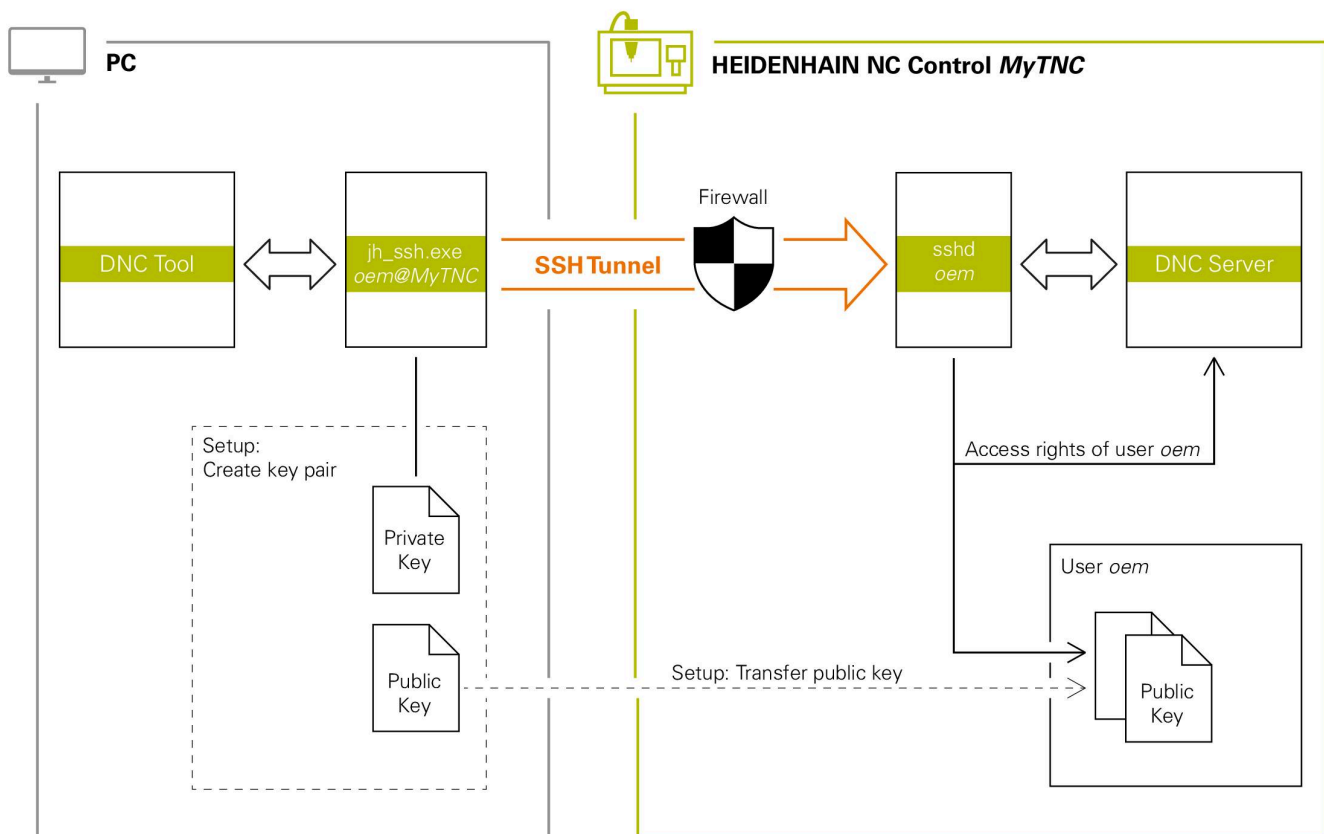 PC
HEIDENHAIN NC Control MyTNC
DNC Tool
jh_ssh.exe
oem@MyTNC
SSH Tunnel
Firewall
sshd
oem
DNC Server
Setup:
Create key pair
Private
Key
Public
Key
Access rights of user oem
Setup: Transfer public key
User oem
Public
Key